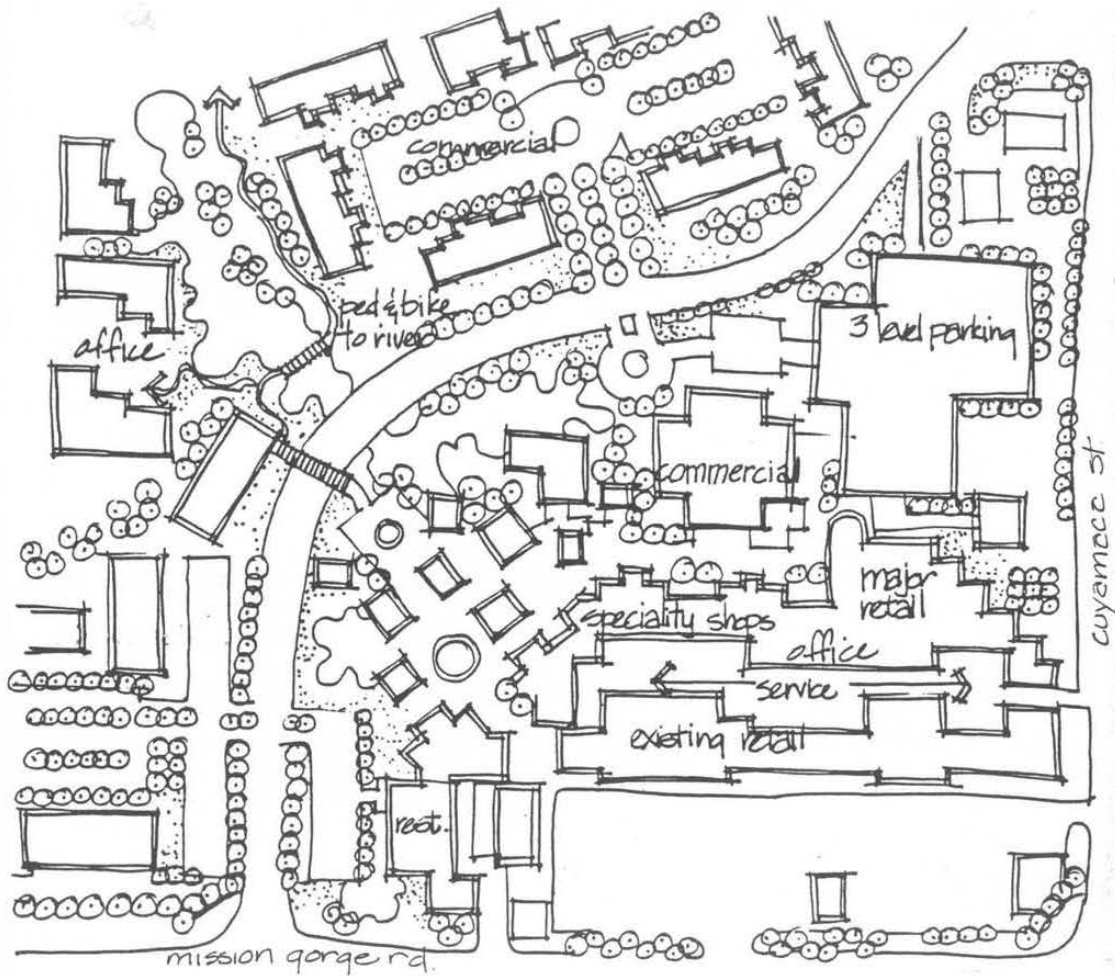 commercial
ped & bike
to river
office
3 level parking
commercial
major
retail
speciality shops
office
service
existing retail
rest.
cuyamaca st.
mission gorge rd.